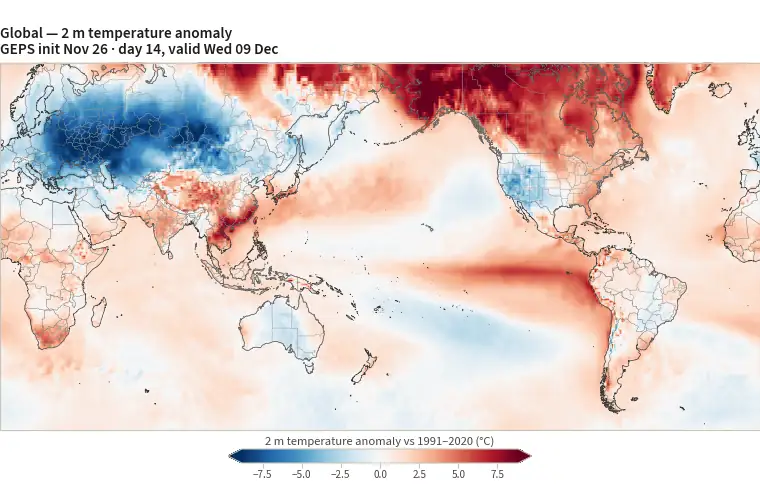 Global — 2 m temperature anomaly
GEPS init Nov 26 · day 14, valid Wed 09 Dec
2 m temperature anomaly vs 1991–2020 (°C)
−7.5 −5.0 −2.5 0.0 2.5 5.0 7.5